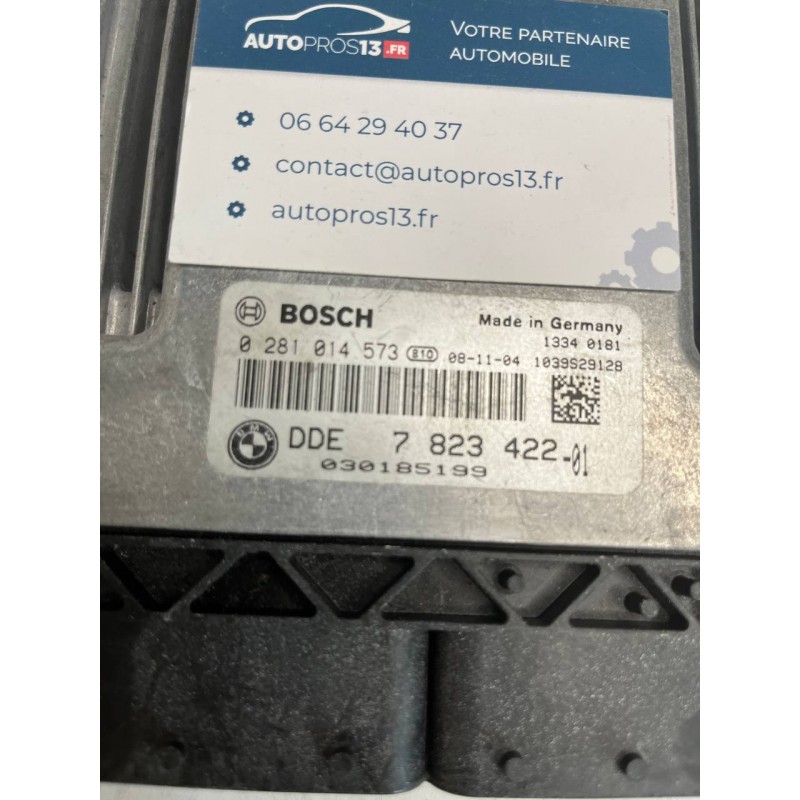 AUTOPROS13.FR
VOTRE PARTENAIRE
AUTOMOBILE
06 64 29 40 37
contact@autopros13.fr
autopros13.fr
BOSCH
Made in Germany
1334 0181
0 281 014 573 810 08-11-04 1039S29128
BMW DDE 7 823 422-01
030185199